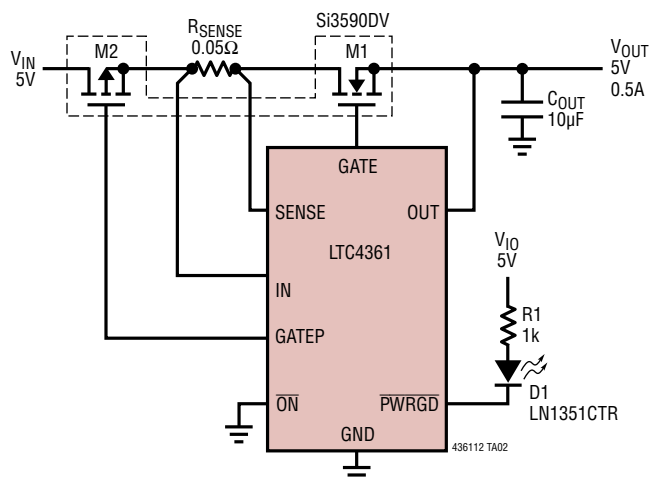 Si3590DV
RSENSE
0.05Ω
VIN
5V
M2
M1
VOUT
5V
0.5A
COUT
10µF
GATE
SENSE
OUT
LTC4361
IN
VIO
5V
R1
1k
GATEP
D1
LN1351CTR
ON
PWRGD
GND
436112 TA02